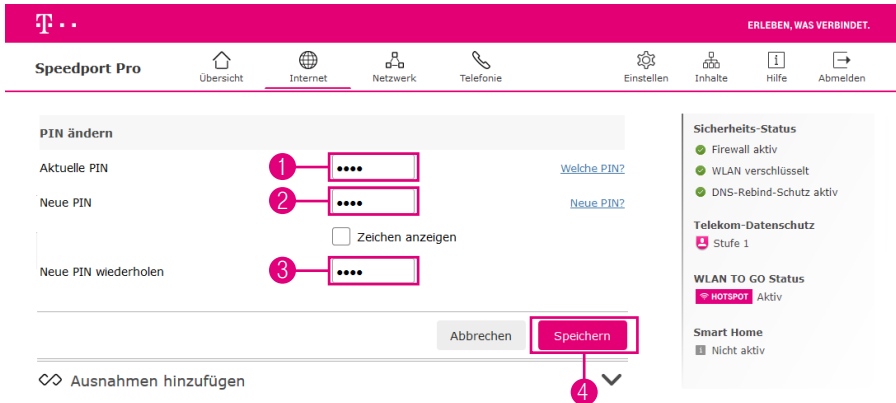 T
ERLEBEN, WAS VERBINDET.
Speedport Pro
Übersicht
Internet
Netzwerk
Telefonie
Einstellen
Inhalte
Hilfe
Abmelden
PIN ändern
Aktuelle PIN
1
Welche PIN?
Neue PIN
2
Neue PIN?
Zeichen anzeigen
Neue PIN wiederholen
3
Abbrechen
Speichern
4
Ausnahmen hinzufügen
Sicherheits-Status
Firewall aktiv
WLAN verschlüsselt
DNS-Rebind-Schutz aktiv
Telekom-Datenschutz
Stufe 1
WLAN TO GO Status
HOTSPOT Aktiv
Smart Home
Nicht aktiv